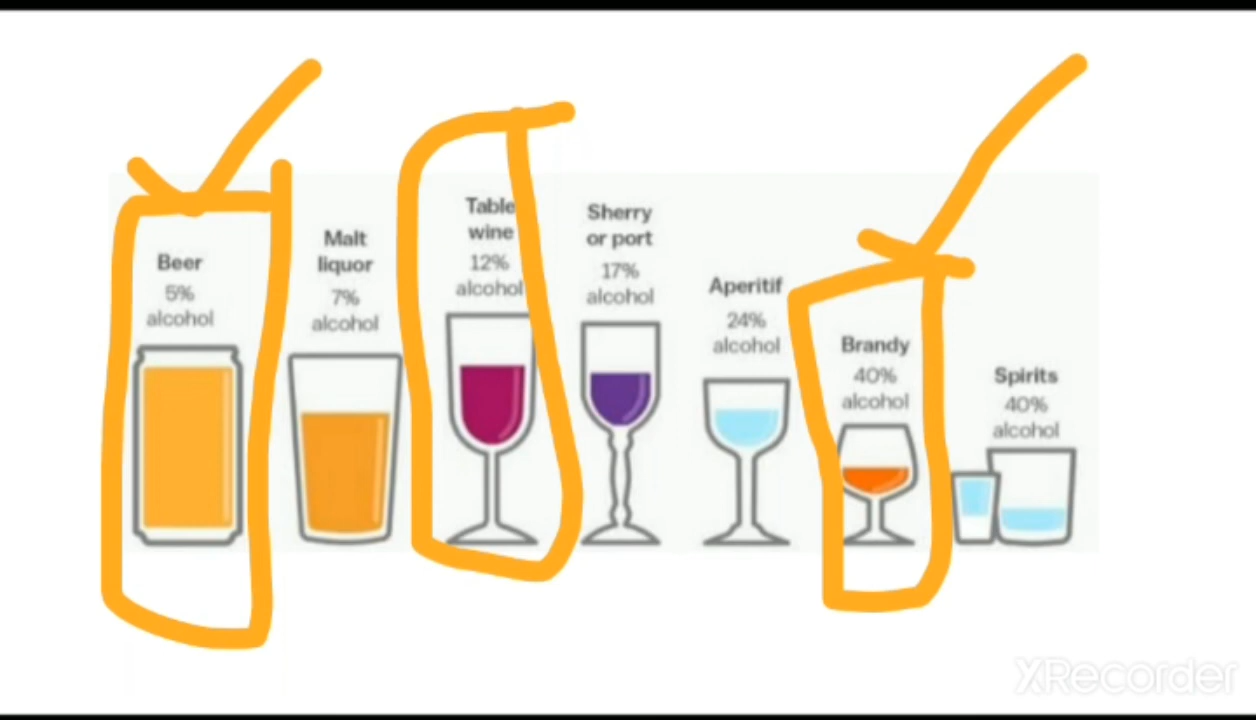 Beer
5%
alcohol
Malt
liquor
7%
alcohol
Table
wine
12%
alcohol
Sherry
or port
17%
alcohol
Aperitif
24%
alcohol
Brandy
40%
alcohol
Spirits
40%
alcohol
XRecorder